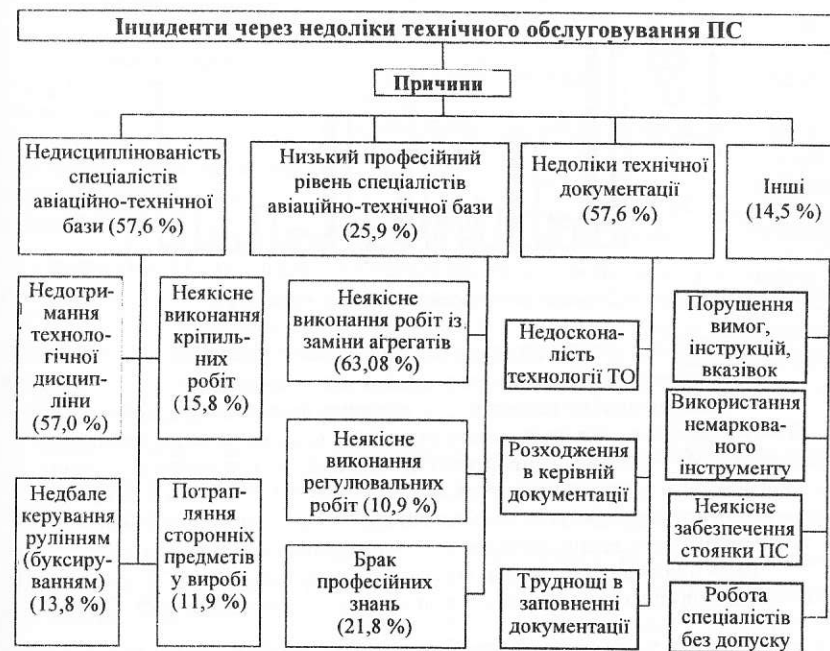 Інциденти через недоліки технічного обслуговування ПС
Причини
Недисциплінованість
спеціалістів
авіаційно-технічної
бази (57,6 %)
Низький професійний
рівень спеціалістів
авіаційно-технічної бази
(25,9 %)
Недоліки технічної
документації
(57,6 %)
Інші
(14,5 %)
Недотри-
мання
техноло-
гічної
дисцип-
ліни
(57,0 %)
Неякісне
виконання
кріпиль-
них
робіт
(15,8 %)
Недбале
керування
рулінням
(буксиру-
ванням)
(13,8 %)
Потрап-
ляння
сторонніх
предметів
у виробі
(11,9 %)
Неякісне
виконання робіт із
заміни агрегатів
(63,08 %)
Неякісне
виконання
регулювальних
робіт (10,9 %)
Брак
професійних
знань
(21,8 %)
Недоскона-
лість
технології ТО
Розходження
в керівній
документації
Труднощі в
заповненні
документації
Порушення
вимог,
інструкцій,
вказівок
Використання
немаркова-
ного
інструменту
Неякісне
забезпечення
стоянки ПС
Робота
спеціалістів
без допуску